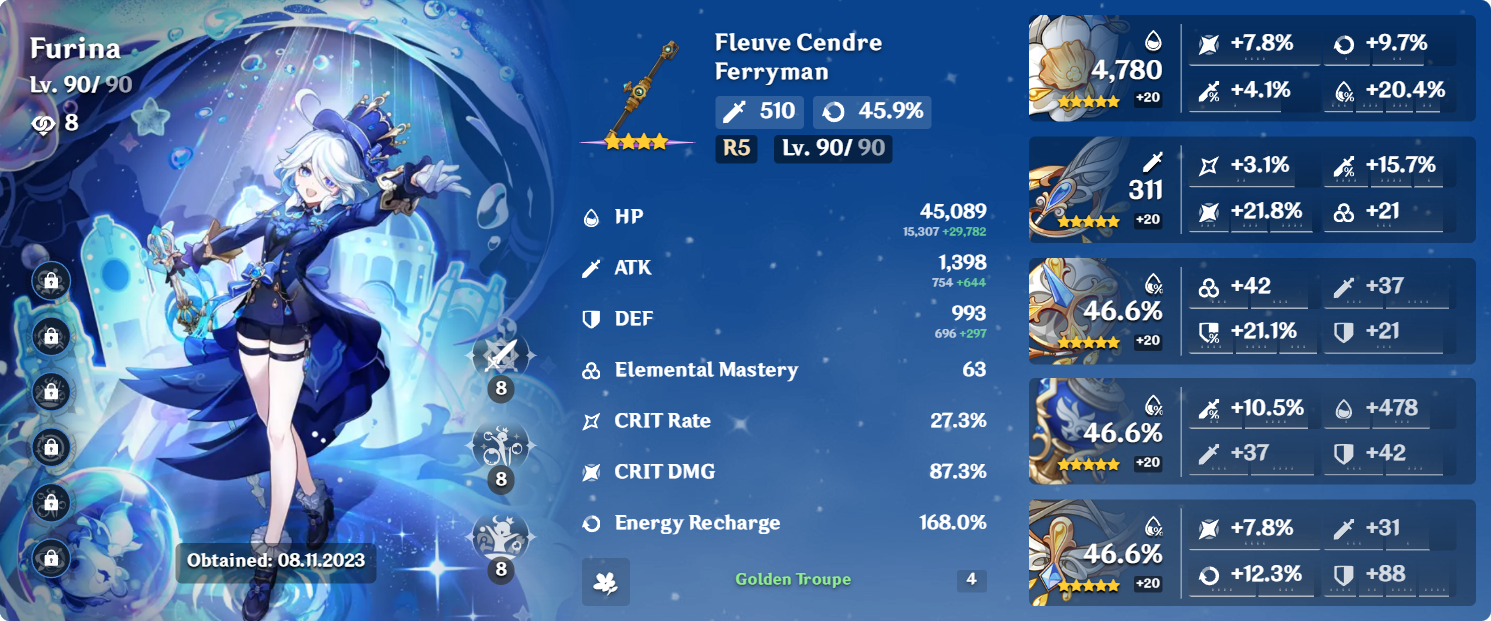 Furina
Lv. 90/ 90
8
8
8
8
Obtained: 08.11.2023
Fleuve Cendre
Ferryman
510 45.9%
R5 Lv. 90/ 90
HP 45,089
15,307 +29,782
ATK 1,398
754 +644
DEF 993
696 +297
Elemental Mastery 63
CRIT Rate 27.3%
CRIT DMG 87.3%
Energy Recharge 168.0%
Golden Troupe 4
4,780
+20
+7.8% +9.7%
+4.1% +20.4%
311
+20
+3.1% +15.7%
+21.8% +21
46.6%
+20
+42 +37
+21.1% +21
46.6%
+20
+10.5% +478
+37 +42
46.6%
+20
+7.8% +31
+12.3% +88